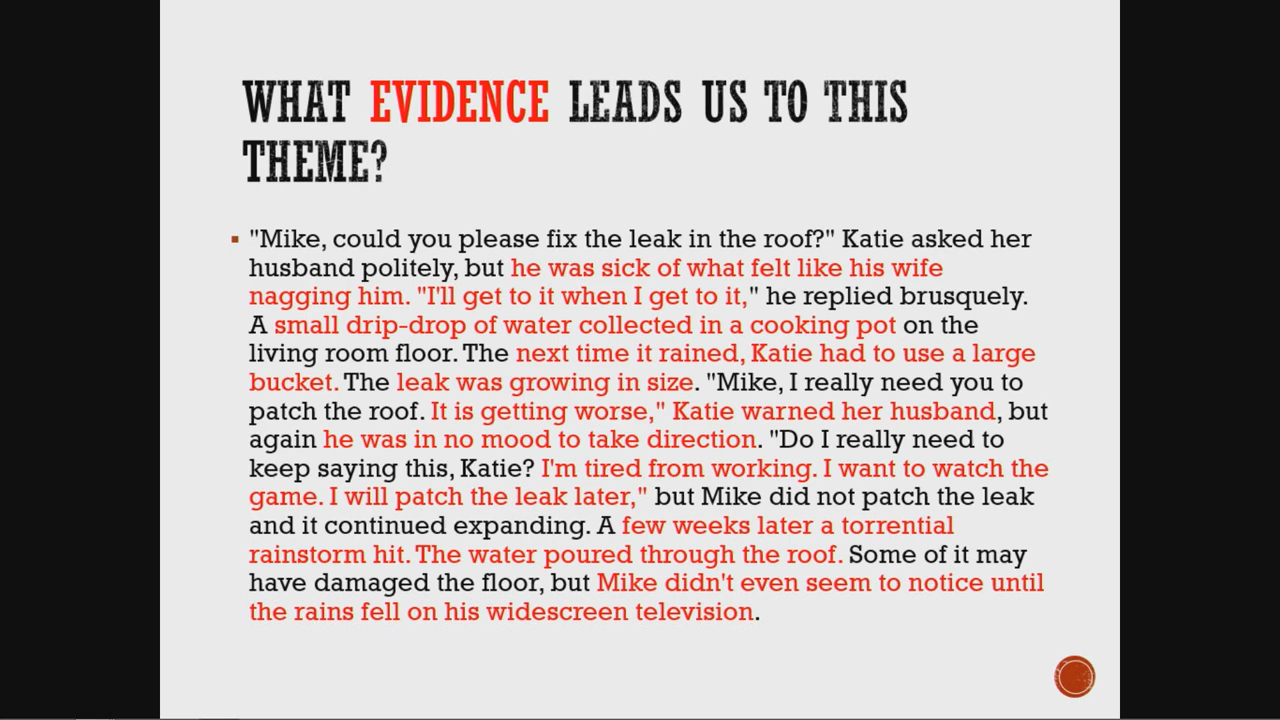 WHAT EVIDENCE LEADS US TO THIS
THEME?
"Mike, could you please fix the leak in the roof?" Katie asked her
husband politely, but he was sick of what felt like his wife
nagging him. "I'll get to it when I get to it," he replied brusquely.
A small drip-drop of water collected in a cooking pot on the
living room floor. The next time it rained, Katie had to use a large
bucket. The leak was growing in size. "Mike, I really need you to
patch the roof. It is getting worse," Katie warned her husband, but
again he was in no mood to take direction. "Do I really need to
keep saying this, Katie? I'm tired from working. I want to watch the
game. I will patch the leak later," but Mike did not patch the leak
and it continued expanding. A few weeks later a torrential
rainstorm hit. The water poured through the roof. Some of it may
have damaged the floor, but Mike didn't even seem to notice until
the rains fell on his widescreen television.